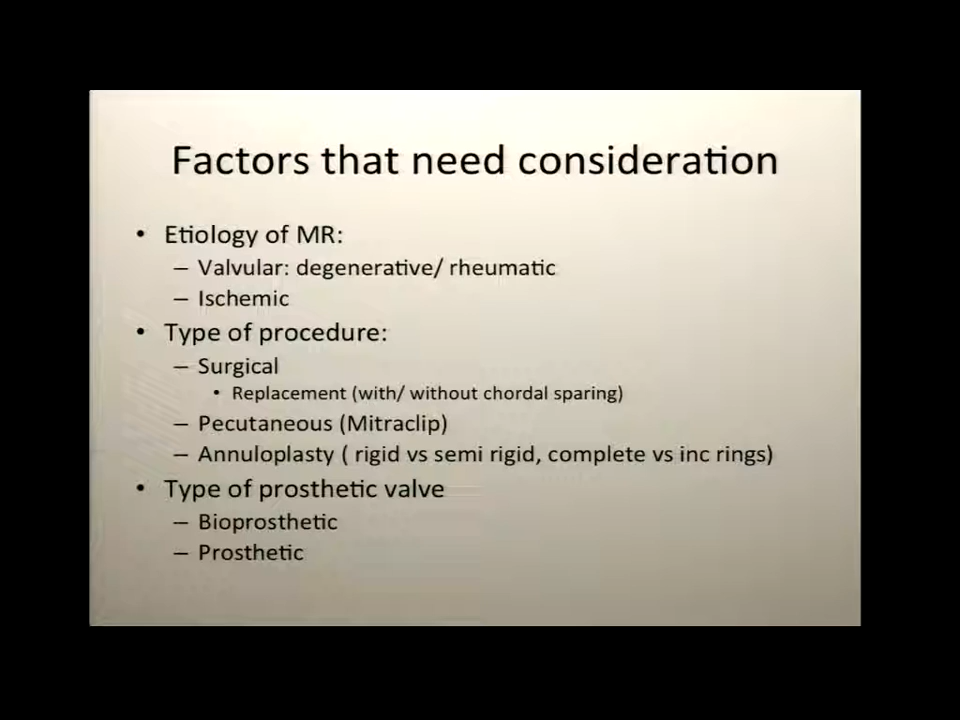 Factors that need consideration
• Etiology of MR:
– Valvular: degenerative/ rheumatic
– Ischemic
• Type of procedure:
– Surgical
• Replacement (with/ without chordal sparing)
– Pecutaneous (Mitraclip)
– Annuloplasty ( rigid vs semi rigid, complete vs inc rings)
• Type of prosthetic valve
– Bioprosthetic
– Prosthetic